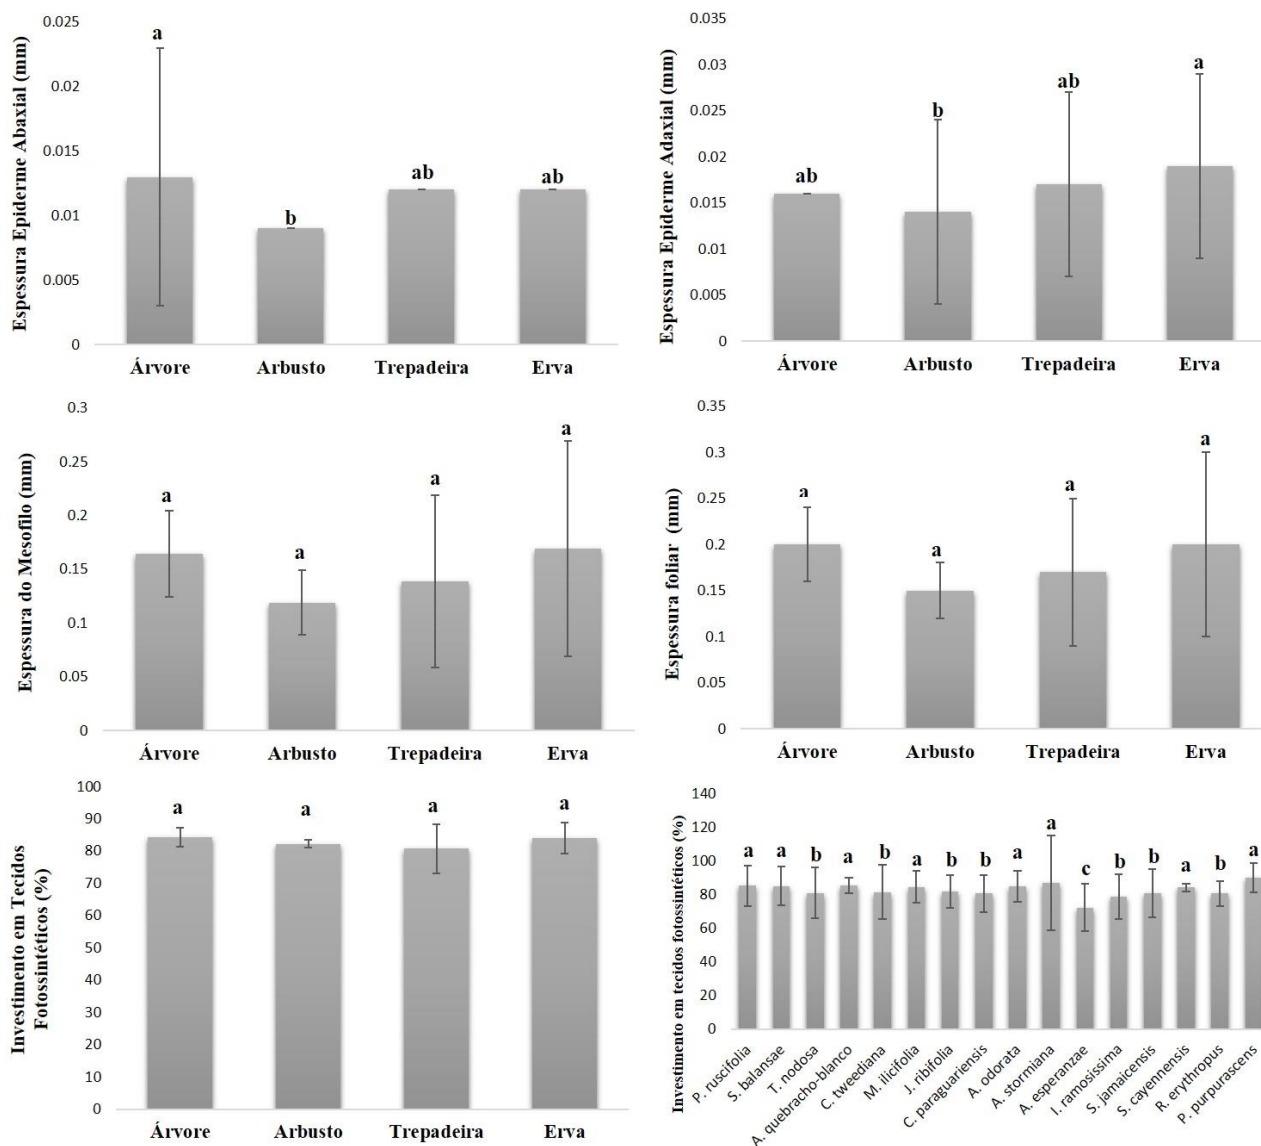 Espessura Epiderme Abaxial (mm)
0.025
0.02
0.015
0.01
0.005
0
a
b
ab
ab
Árvore
Arbusto
Trepadeira
Erva
Espessura Epiderme Adaxial (mm)
0.035
0.03
0.025
0.02
0.015
0.01
0.005
0
ab
b
ab
a
Árvore
Arbusto
Trepadeira
Erva
Espessura do Mesofilo (mm)
0.3
0.25
0.2
0.15
0.1
0.05
0
a
a
a
a
Árvore
Arbusto
Trepadeira
Erva
Espessura foliar (mm)
0.35
0.3
0.25
0.2
0.15
0.1
0.05
0
a
a
a
a
Árvore
Arbusto
Trepadeira
Erva
Investimento em Tecidos
Fotossintéticos (%)
100
90
80
70
60
50
40
30
20
10
0
a
a
a
a
Árvore
Arbusto
Trepadeira
Erva
Investimento em tecidos fotossintéticos (%)
140
120
100
80
60
40
20
0
a
a
b
a
b
a
b
b
a
a
c
b
b
a
b
a
P. ruscifolia
S. balansae
T. nodosa
A. quebracho-blanco
C. tweediana
M. ilicifolia
J. ribifolia
C. paraguariensis
A. odorata
A. stormiana
A. esperanzae
I. ramosissima
S. jamaicensis
S. cayennensis
R. erythropus
P. purpurascens